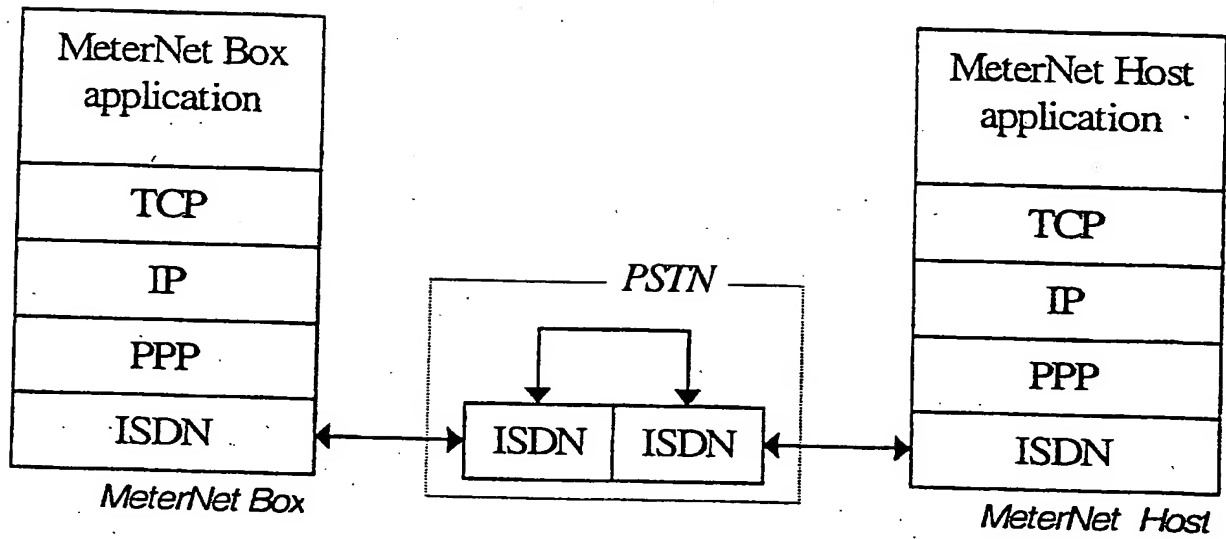 MeterNet Box
application
TCP
IP
PPP
ISDN
MeterNet Box
PSTN
ISDN ISDN
MeterNet Host
application
TCP
IP
PPP
ISDN
MeterNet Host